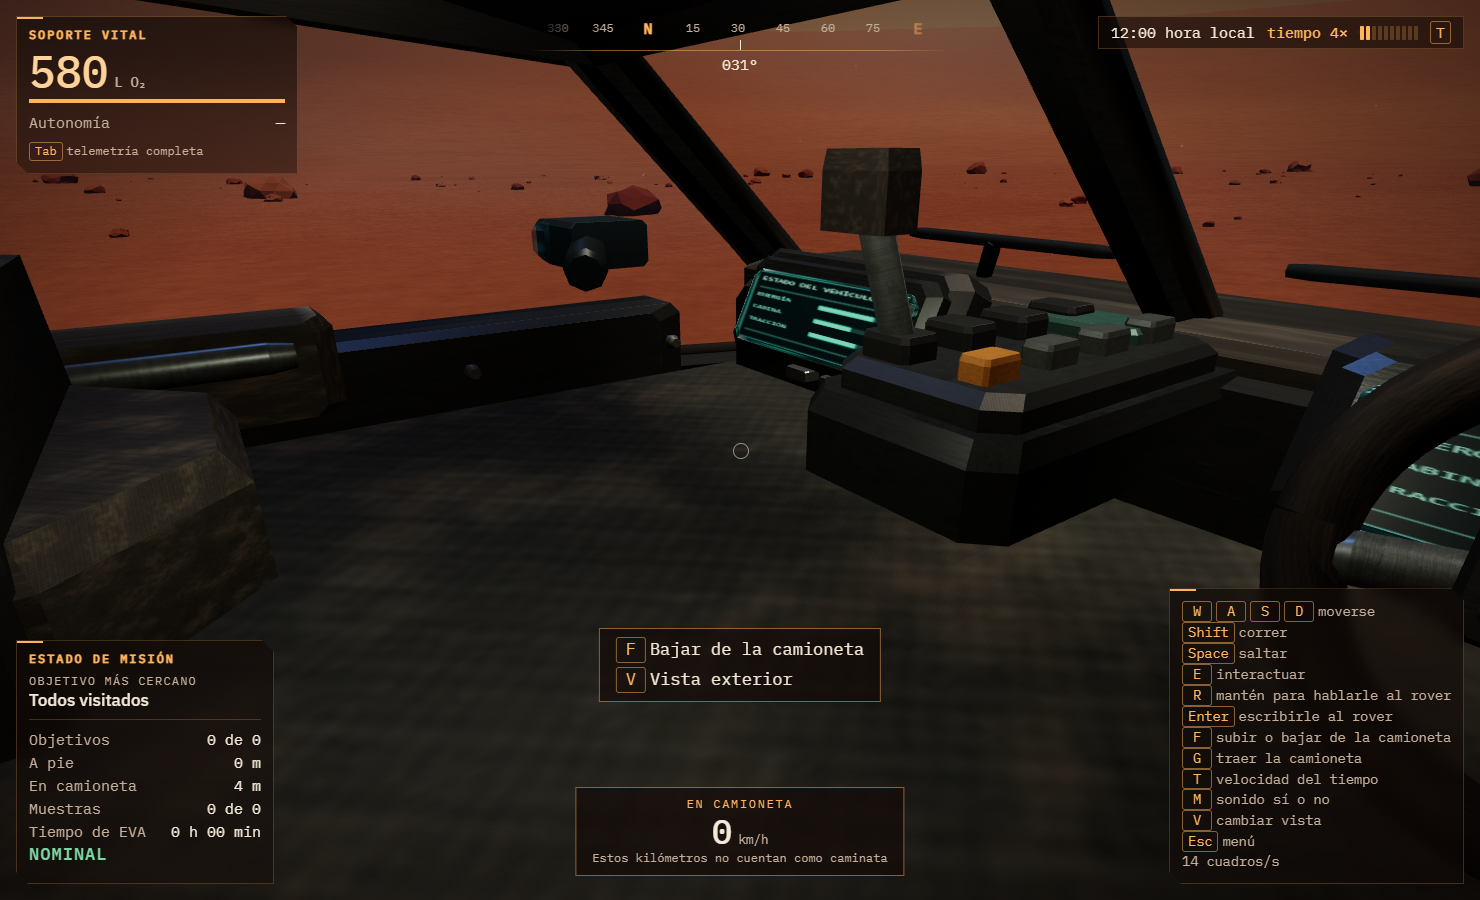 SOPORTE VITAL
580 L O₂
Autonomía —
Tab telemetría completa
330 345 N 15 30 45 60 75 E
031°
12:00 hora local tiempo 4× T
ESTADO DEL VEHÍCULO
ENERGÍA
CABINA
TRACCIÓN
F Bajar de la camioneta
V Vista exterior
ESTADO DE MISIÓN
OBJETIVO MÁS CERCANO
Todos visitados
Objetivos 0 de 0
A pie 0 m
En camioneta 4 m
Muestras 0 de 0
Tiempo de EVA 0 h 00 min
NOMINAL
EN CAMIONETA
0 km/h
Estos kilómetros no cuentan como caminata
W A S D moverse
Shift correr
Space saltar
E interactuar
R mantén para hablarle al rover
Enter escribirle al rover
F subir o bajar de la camioneta
G traer la camioneta
T velocidad del tiempo
M sonido sí o no
V cambiar vista
Esc menú
14 cuadros/s